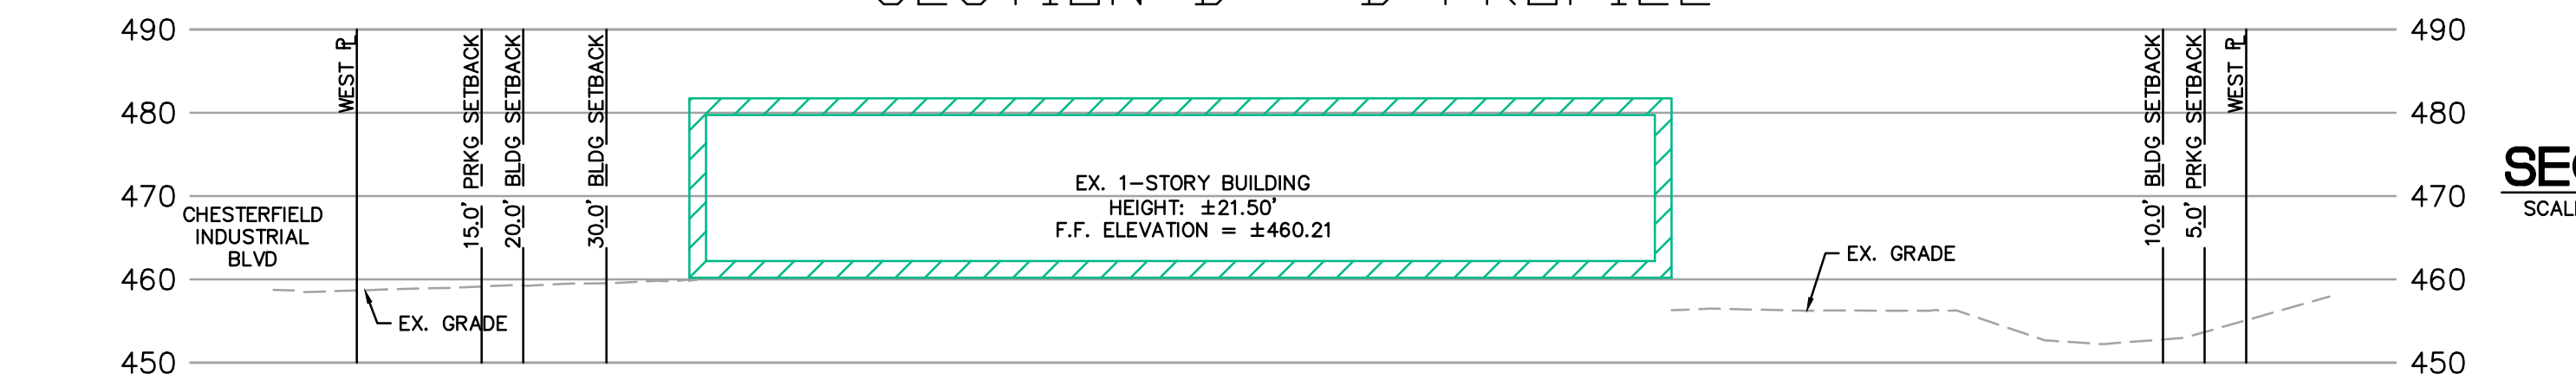 490
480
470
460
450
WEST PL
15.0' PRKG SETBACK
20.0' BLDG SETBACK
30.0' BLDG SETBACK
CHESTERFIELD
INDUSTRIAL
BLVD
EX. GRADE
EX. 1-STORY BUILDING
HEIGHT: ±21.50'
F.F. ELEVATION = ±460.21
EX. GRADE
10.0' BLDG SETBACK
5.0' PRKG SETBACK
WEST PL
490
480
470
460
450